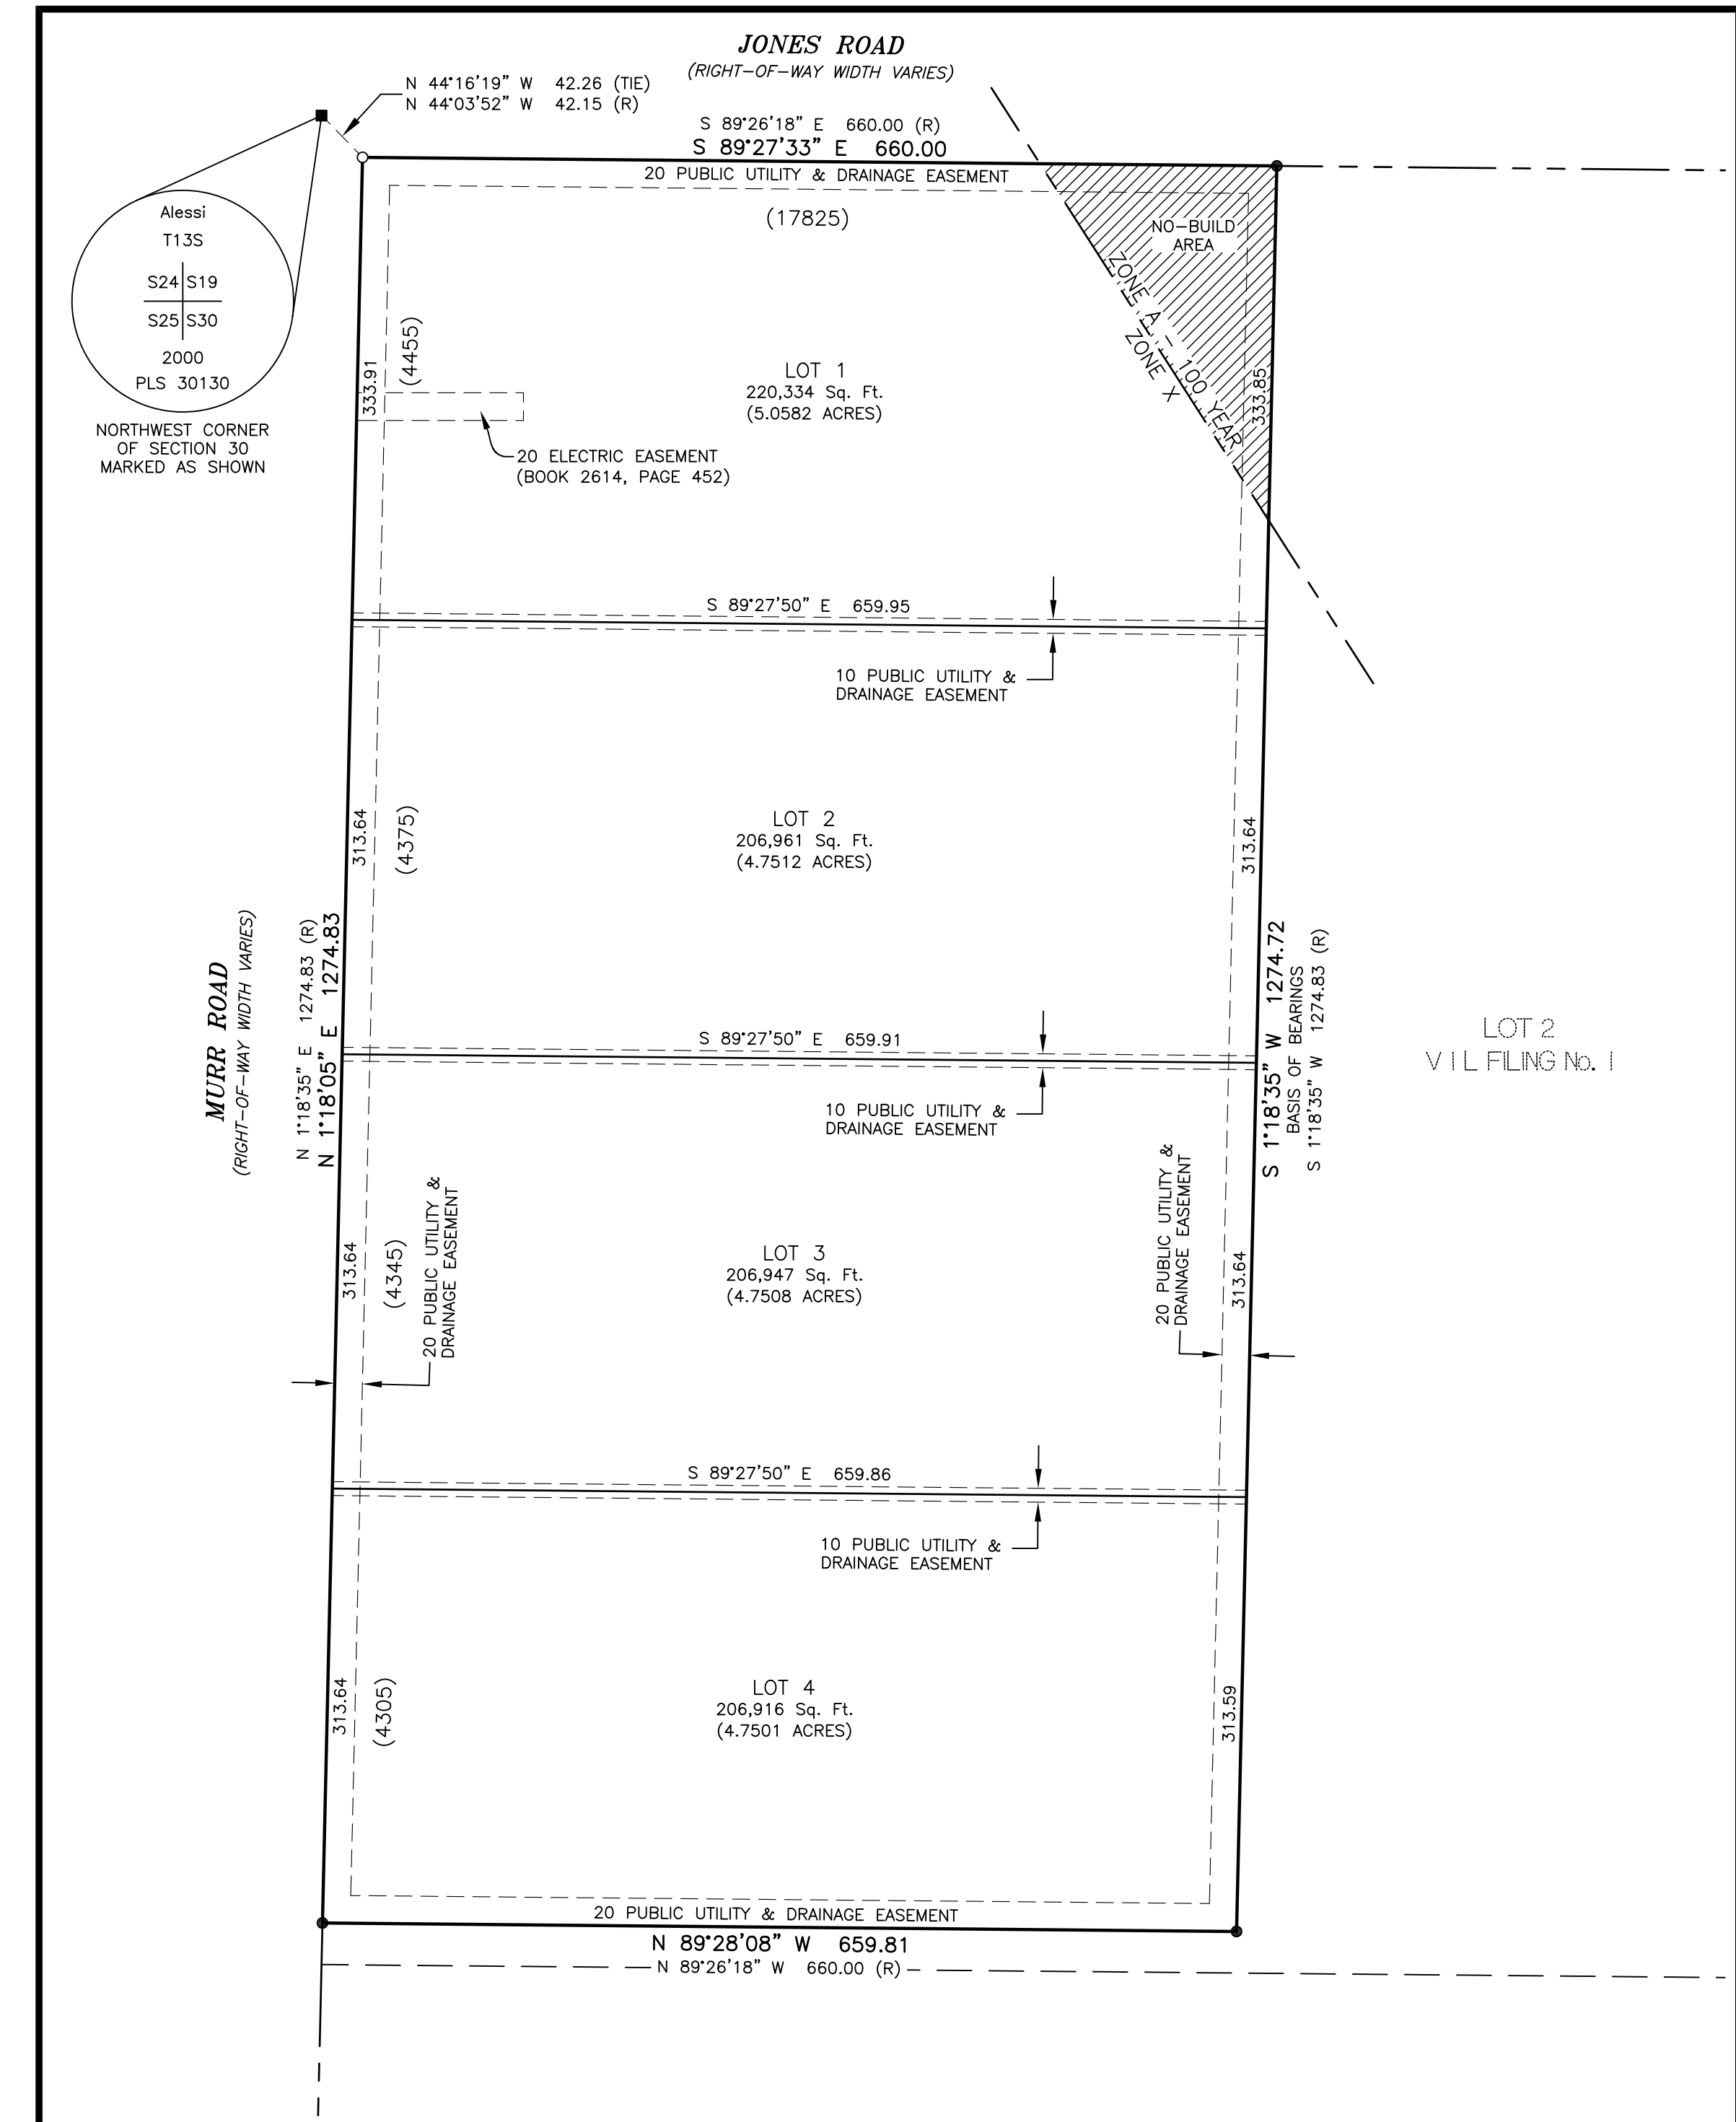 JONES ROAD
(RIGHT-OF-WAY WIDTH VARIES)
N 44°16'19" W 42.26 (TIE)
N 44°03'52" W 42.15 (R)
S 89°26'18" E 660.00 (R)
S 89°27'33" E 660.00
20 PUBLIC UTILITY & DRAINAGE EASEMENT
(17825)
NO-BUILD
AREA
ZONE A - 100 YEAR
ZONE X
Alessi
T13S
S24 S19
S25 S30
2000
PLS 30130
NORTHWEST CORNER
OF SECTION 30
MARKED AS SHOWN
333.91
(4455)
LOT 1
220,334 Sq. Ft.
(5.0582 ACRES)
333.85
20 ELECTRIC EASEMENT
(BOOK 2614, PAGE 452)
S 89°27'50" E 659.95
10 PUBLIC UTILITY &
DRAINAGE EASEMENT
313.64
(4375)
LOT 2
206,961 Sq. Ft.
(4.7512 ACRES)
313.64
MURR ROAD
(RIGHT-OF-WAY WIDTH VARIES)
N 1°18'35" E 1274.83 (R)
N 1°18'05" E 1274.83
S 1°18'35" W 1274.72
BASIS OF BEARINGS
S 1°18'35" W 1274.83 (R)
LOT 2
V I L FILING No. 1
S 89°27'50" E 659.91
10 PUBLIC UTILITY &
DRAINAGE EASEMENT
313.64
(4345)
20 PUBLIC UTILITY &
DRAINAGE EASEMENT
LOT 3
206,947 Sq. Ft.
(4.7508 ACRES)
20 PUBLIC UTILITY &
DRAINAGE EASEMENT
313.64
S 89°27'50" E 659.86
10 PUBLIC UTILITY &
DRAINAGE EASEMENT
313.64
(4305)
LOT 4
206,916 Sq. Ft.
(4.7501 ACRES)
313.59
20 PUBLIC UTILITY & DRAINAGE EASEMENT
N 89°28'08" W 659.81
N 89°26'18" W 660.00 (R)